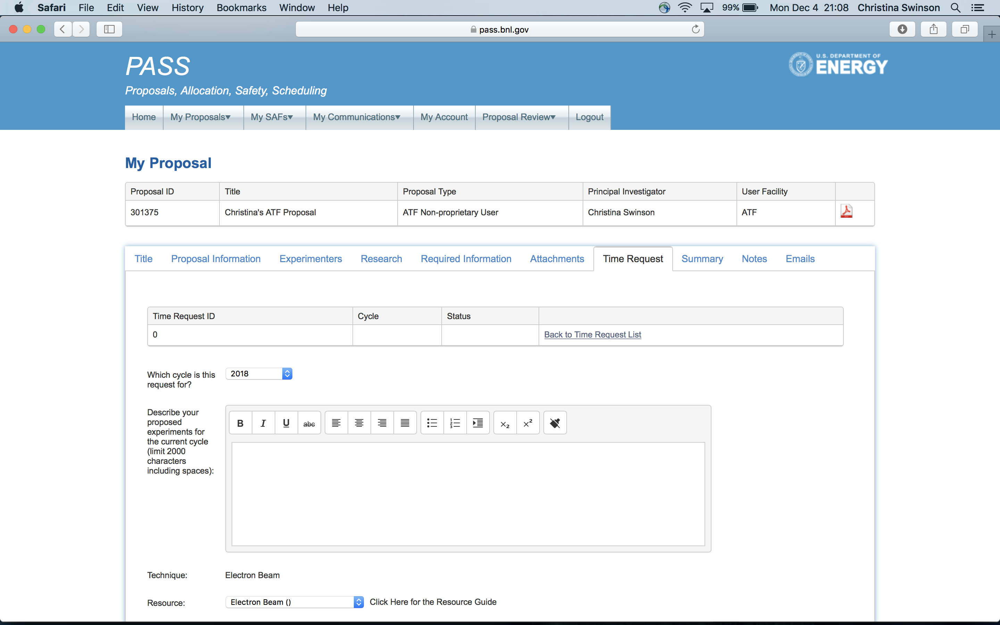 Safari File Edit View History Bookmarks Window Help 99% Mon Dec 4 21:08 Christina Swinson
pass.bnl.gov
PASS
Proposals, Allocation, Safety, Scheduling
U.S. DEPARTMENT OF
ENERGY
Home My Proposals▾ My SAFs▾ My Communications▾ My Account Proposal Review▾ Logout
My Proposal
Proposal ID Title Proposal Type Principal Investigator User Facility
301375 Christina's ATF Proposal ATF Non-proprietary User Christina Swinson ATF
Title Proposal Information Experimenters Research Required Information Attachments Time Request Summary Notes Emails
Time Request ID Cycle Status
0 Back to Time Request List
Which cycle is this 2018
request for?
Describe your
proposed
experiments for
the current cycle
(limit 2000
characters
including spaces):
B I U abc x₂ x²
Technique: Electron Beam
Resource: Electron Beam () Click Here for the Resource Guide